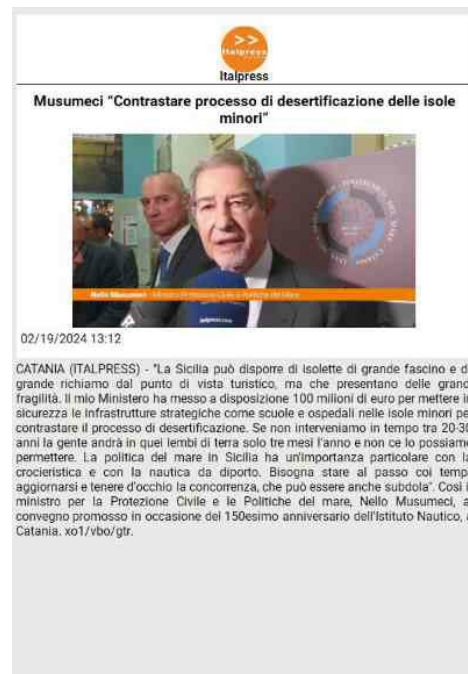 >>
Italpress
Italpress
Musumeci “Contrastare processo di desertificazione delle isole
minori”
Nello Musumeci
02/19/2024 13:12
CATANIA (ITALPRESS) - "La Sicilia può disporre di isolette di grande fascino e d
grande richiamo dal punto di vista turistico, ma che presentano delle grand
fragilità. Il mio Ministero ha messo a disposizione 100 milioni di euro per mettere i
sicurezza le infrastrutture strategiche come scuole e ospedali nelle isole minori pe
contrastare il processo di desertificazione. Se non interveniamo in tempo tra 20-30
anni la gente andrà in quei lembi di terra solo tre mesi l'anno e non ce lo possiamo
permettere. La politica del mare in Sicilia ha un'importanza particolare con la
crocieristica e con la nautica da diporto. Bisogna stare al passo coi temp
aggiornarsi e tenere d'occhio la concorrenza, che può essere anche subdola". Così i
ministro per la Protezione Civile e le Politiche del mare, Nello Musumeci, a
convegno promosso in occasione del 150esimo anniversario dell'Istituto Nautico, a
Catania. xo1/vbo/gtr.